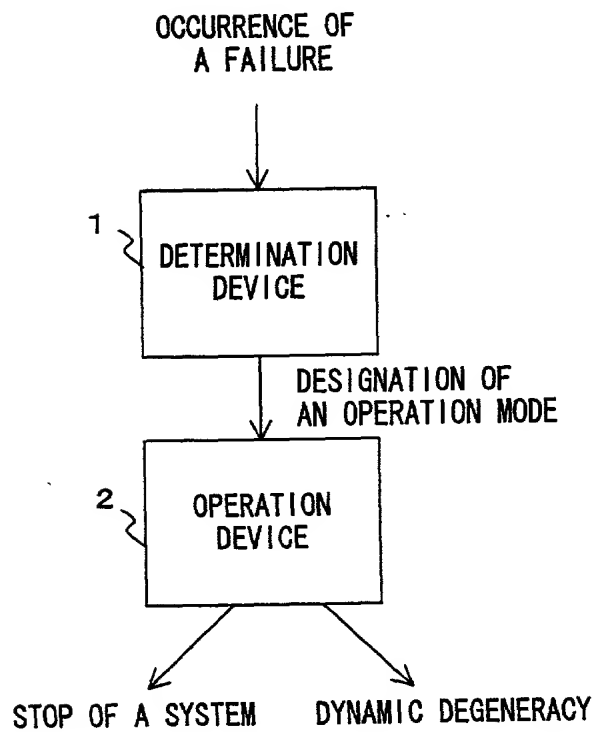 OCCURRENCE OF
A FAILURE
1
DETERMINATION
DEVICE
DESIGNATION OF
AN OPERATION MODE
2
OPERATION
DEVICE
STOP OF A SYSTEM
DYNAMIC DEGENERACY